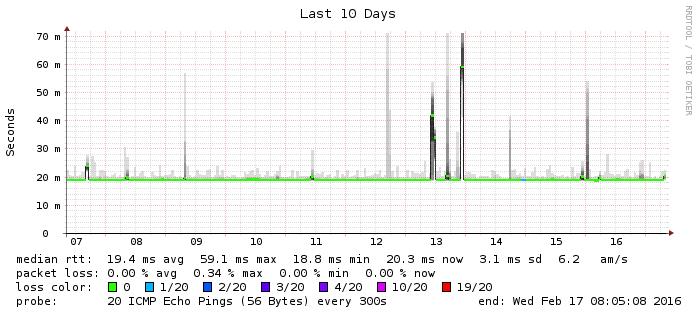 Last 10 Days
RRDTOOL / TOBI OETIKER
Seconds
70 m
60 m
50 m
40 m
30 m
20 m
10 m
0
07 08 09 10 11 12 13 14 15 16
median rtt: 19.4 ms avg 59.1 ms max 18.8 ms min 20.3 ms now 3.1 ms sd 6.2 am/s
packet loss: 0.00 % avg 0.34 % max 0.00 % min 0.00 % now
loss color: 0 1/20 2/20 3/20 4/20 10/20 19/20
probe: 20 ICMP Echo Pings (56 Bytes) every 300s end: Wed Feb 17 08:05:08 2016